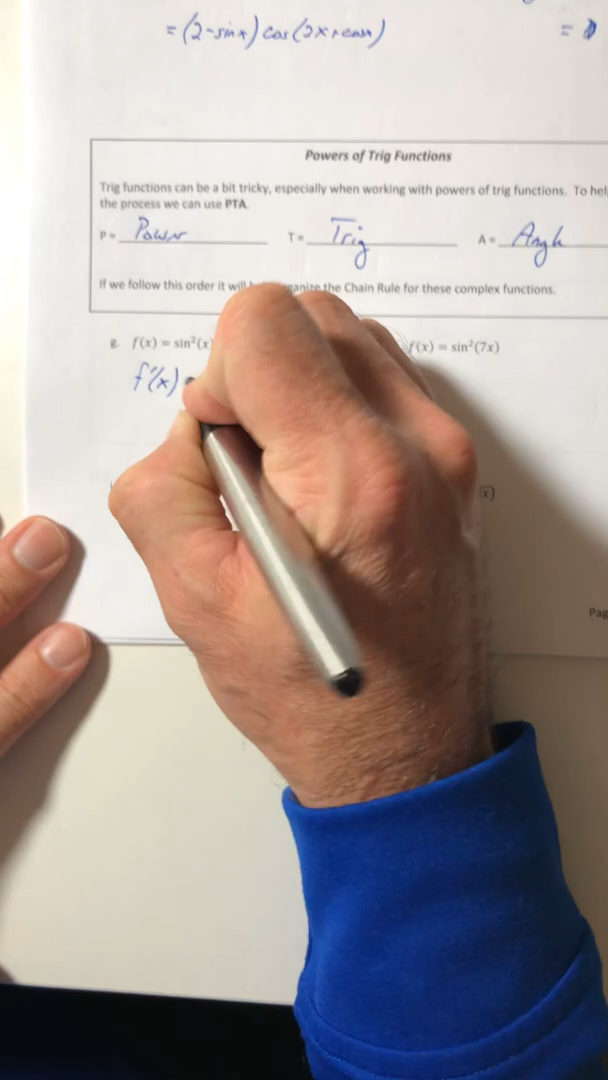 = (2-sinx) cos(2x+cosx) =
Powers of Trig Functions
Trig functions can be a bit tricky, especially when working with powers of trig functions. To hel
the process we can use PTA.
P = Power T = Trig A = Angle
If we follow this order it will organize the Chain Rule for these complex functions.
g. f(x) = sin²(x) f(x) = sin²(7x)
f'(x)
x)
Pag